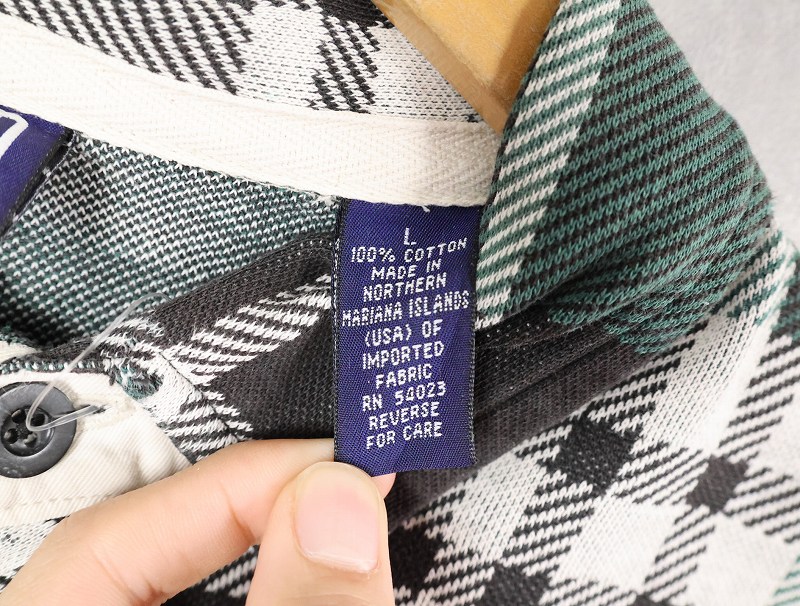 L
100% COTTON
MADE IN
NORTHERN
MARIANA ISLANDS
(USA) OF
IMPORTED
FABRIC
RN 54023
REVERSE
FOR CARE